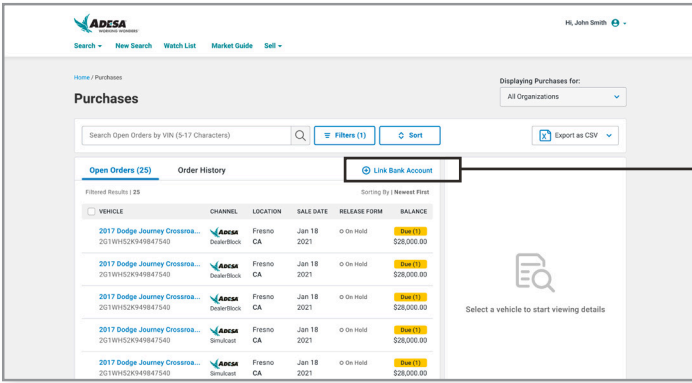 ADESA
WORKING WONDERS
Hi, John Smith
Search New Search Watch List Market Guide Sell
Home / Purchases
Displaying Purchases for:
Purchases
All Organizations
Search Open Orders by VIN (5-17 Characters) Filters (1) Sort Export as CSV
Open Orders (25) Order History Link Bank Account
Filtered Results | 25 Sorting By | Newest First
VEHICLE CHANNEL LOCATION SALE DATE RELEASE FORM BALANCE
2017 Dodge Journey Crossroa... ADESA Fresno Jan 18 On Hold Due (1)
2G1WH52K949847540 DealerBlock CA 2021 $28,000.00
2017 Dodge Journey Crossroa... ADESA Fresno Jan 18 On Hold Due (1)
2G1WH52K949847540 DealerBlock CA 2021 $28,000.00
2017 Dodge Journey Crossroa... ADESA Fresno Jan 18 On Hold Due (1)
2G1WH52K949847540 DealerBlock CA 2021 $28,000.00
Select a vehicle to start viewing details
2017 Dodge Journey Crossroa... ADESA Fresno Jan 18 On Hold Due (1)
2G1WH52K949847540 Simulcast CA 2021 $28,000.00
2017 Dodge Journey Crossroa... ADESA Fresno Jan 18 On Hold Due (1)
2G1WH52K949847540 Simulcast CA 2021 $28,000.00